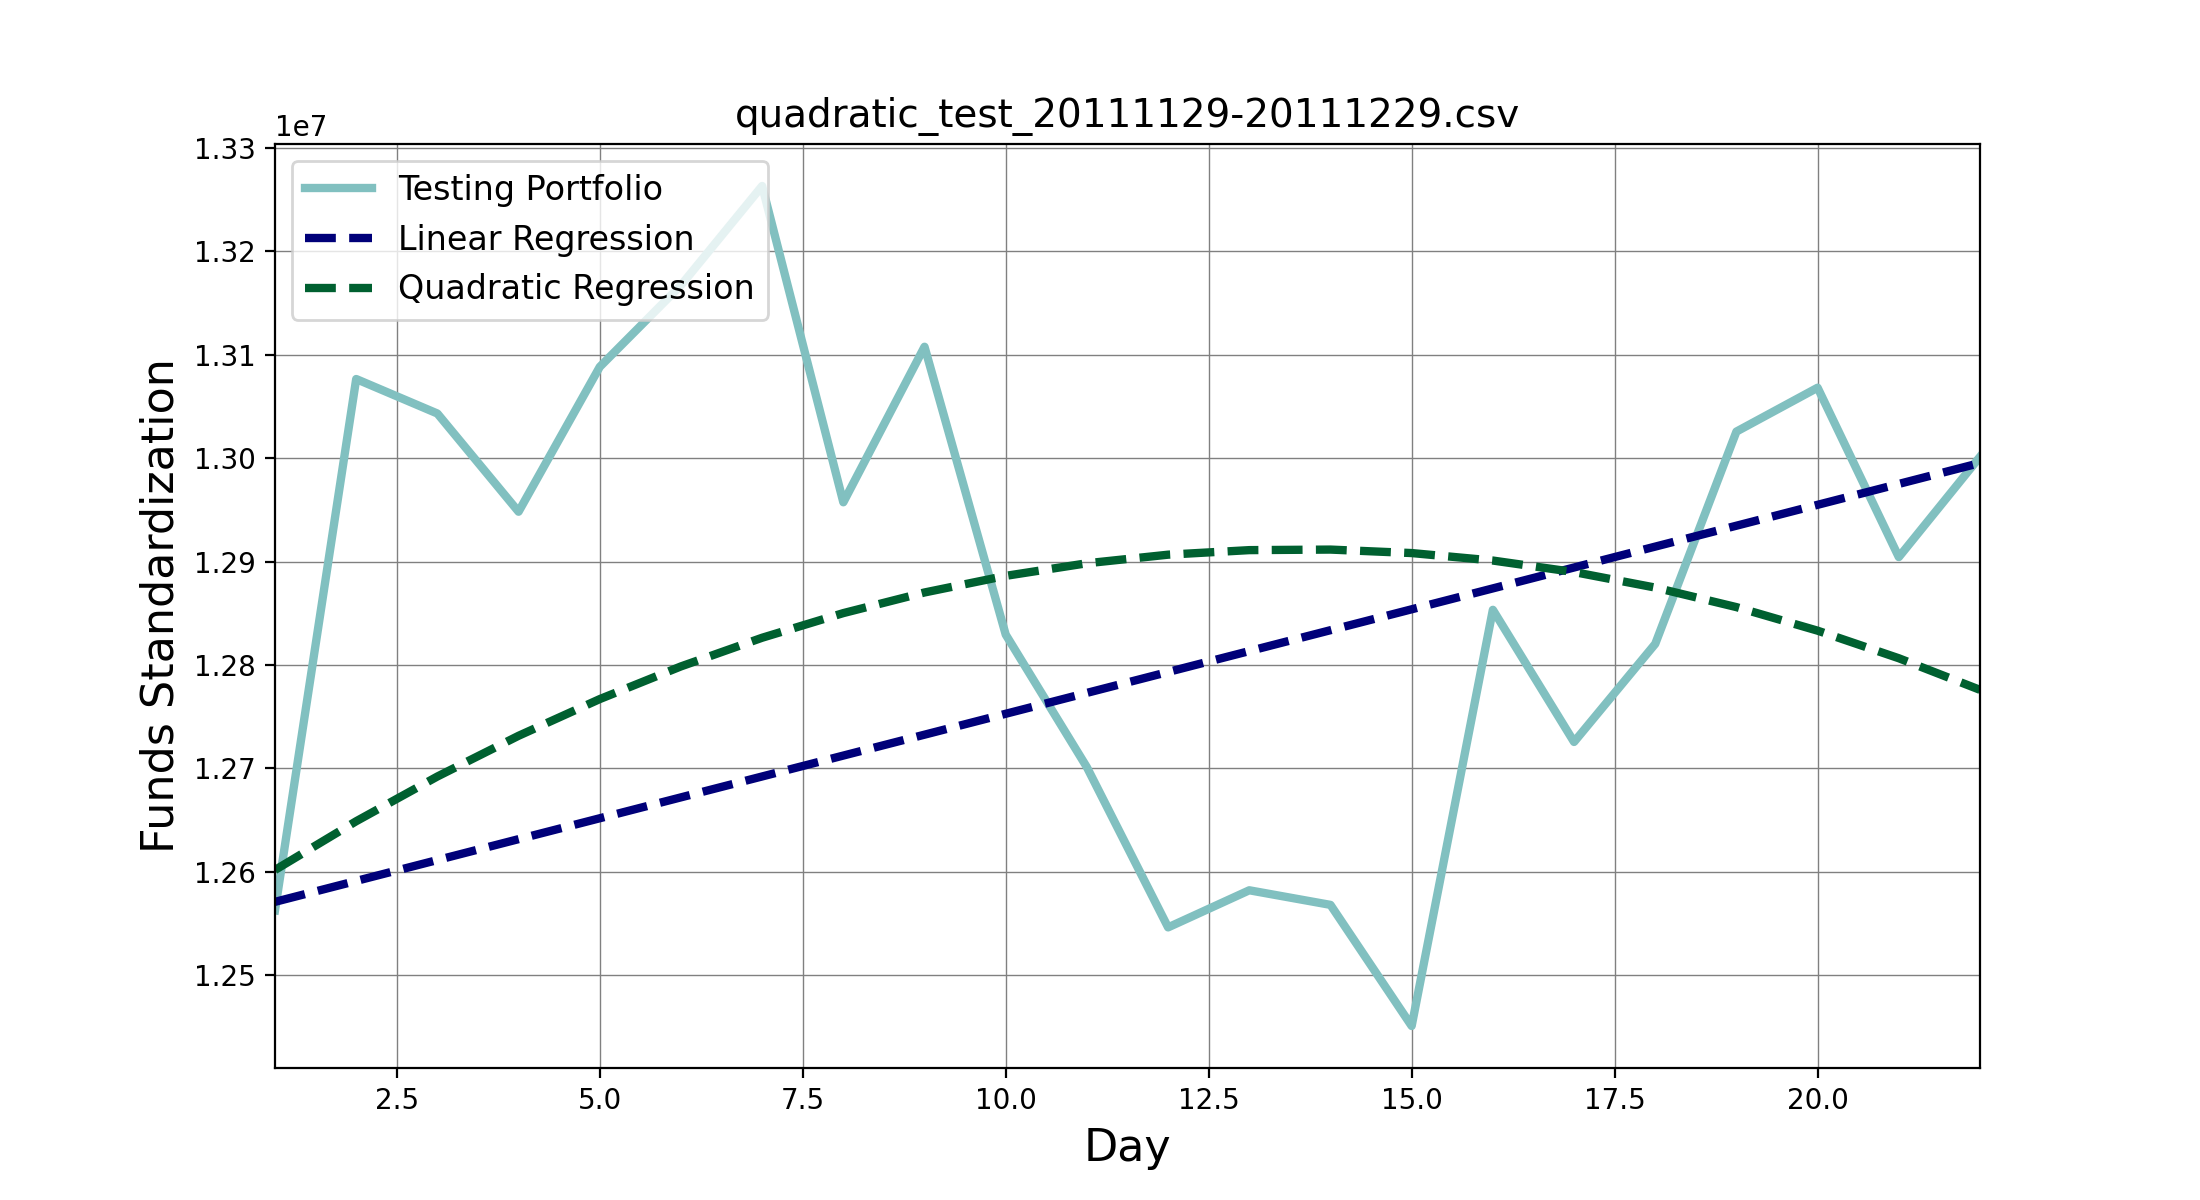 quadratic_test_20111129-20111229.csv
1e7
1.33
1.32
1.31
1.30
1.29
1.28
1.27
1.26
1.25
Funds Standardization
Testing Portfolio
Linear Regression
Quadratic Regression
2.5 5.0 7.5 10.0 12.5 15.0 17.5 20.0
Day